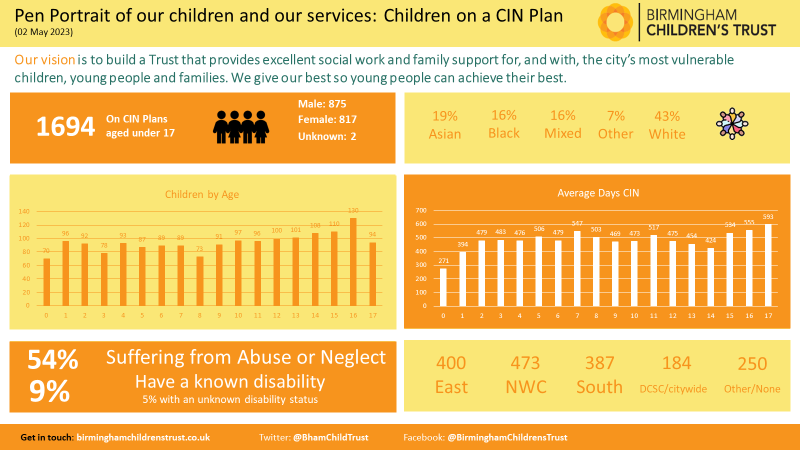 Pen Portrait of our children and our services: Children on a CIN Plan
(02 May 2023)
BIRMINGHAM
CHILDREN'S TRUST
Our vision is to build a Trust that provides excellent social work and family support for, and with, the city's most vulnerable
children, young people and families. We give our best so young people can achieve their best.
1694
On CIN Plans
aged under 17
Male: 875
Female: 817
Unknown: 2
19% 16% 16% 7% 43%
Asian Black Mixed Other White
Children by Age
140
120
100
80
60
40
20
0
70 96 92 78 93 87 89 89 73 91 97 96 100 101 108 110 130 94
0 1 2 3 4 5 6 7 8 9 10 11 12 13 14 15 16 17
Average Days CIN
700
600
500
400
300
200
100
0
271 394 479 483 476 506 479 547 503 469 473 517 475 454 424 534 555 593
0 1 2 3 4 5 6 7 8 9 10 11 12 13 14 15 16 17
54% Suffering from Abuse or Neglect
9% Have a known disability
5% with an unknown disability status
400 473 387 184 250
East NWC South DCSC/citywide Other/None
Get in touch: birminghamchildrenstrust.co.uk Twitter: @BhamChildTrust Facebook: @BirminghamChildrensTrust